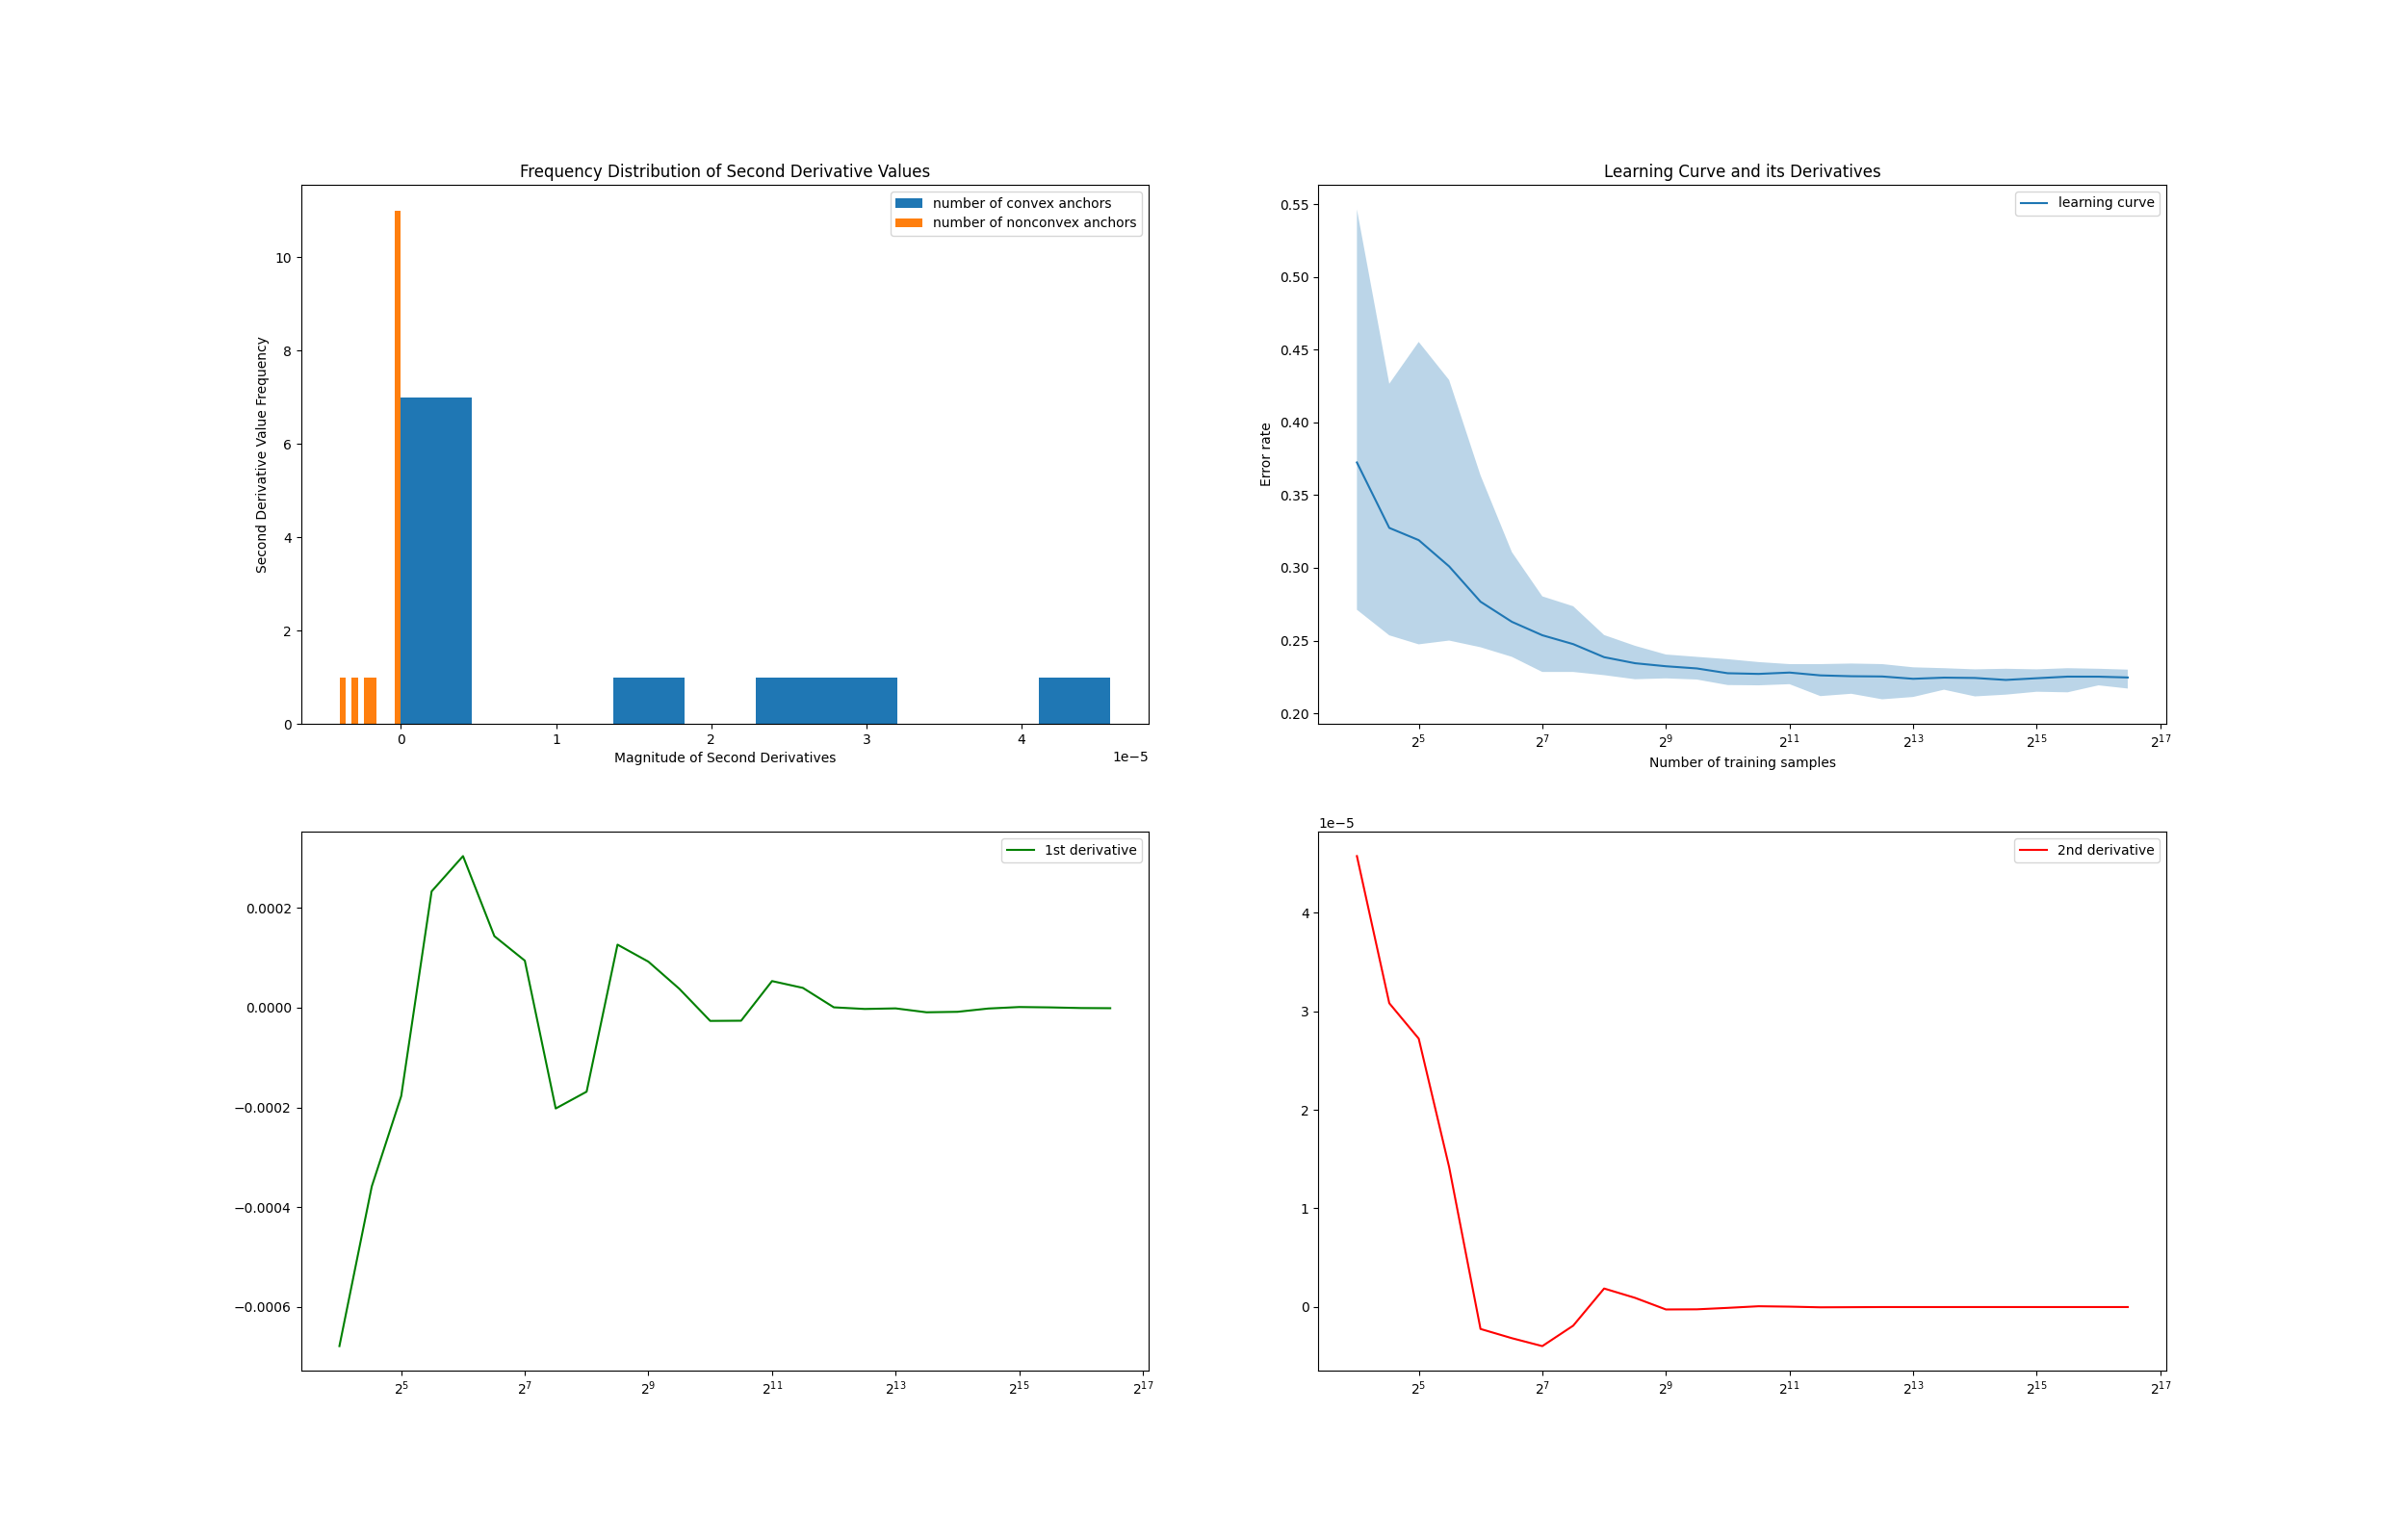 Frequency Distribution of Second Derivative Values
number of convex anchors
number of nonconvex anchors
Second Derivative Value Frequency
10
8
6
4
2
0
0 1 2 3 4
1e−5
Magnitude of Second Derivatives
Learning Curve and its Derivatives
learning curve
Error rate
0.55
0.50
0.45
0.40
0.35
0.30
0.25
0.20
2^5 2^7 2^9 2^11 2^13 2^15 2^17
Number of training samples
1st derivative
0.0002
0.0000
−0.0002
−0.0004
−0.0006
2^5 2^7 2^9 2^11 2^13 2^15 2^17
1e−5
2nd derivative
4
3
2
1
0
2^5 2^7 2^9 2^11 2^13 2^15 2^17